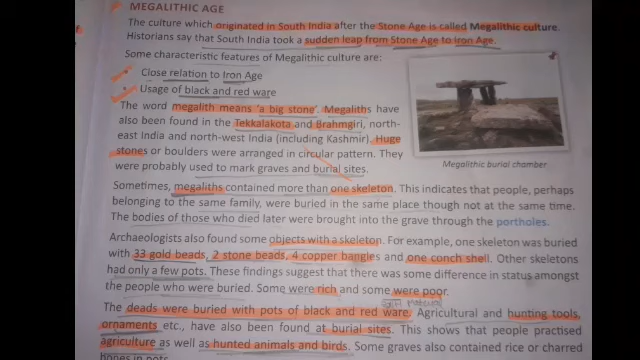 MEGALITHIC AGE
The culture which originated in South India after the Stone Age is called Megalithic culture.
Historians say that South India took a sudden leap from Stone Age to Iron Age.
Some characteristic features of Megalithic culture are:
Close relation to Iron Age
Usage of black and red ware
The word megalith means 'a big stone'. Megaliths have
also been found in the Tekkalakota and Brahmgiri, north-
east India and north-west India (including Kashmir). Huge
stones or boulders were arranged in circular pattern. They
were probably used to mark graves and burial sites.
Megalithic burial chamber
Sometimes, megaliths contained more than one skeleton. This indicates that people, perhaps
belonging to the same family, were buried in the same place though not at the same time.
The bodies of those who died later were brought into the grave through the portholes.
Archaeologists also found some objects with a skeleton. For example, one skeleton was buried
with 33 gold beads, 2 stone beads, 4 copper bangles and one conch shell. Other skeletons
had only a few pots. These findings suggest that there was some difference in status amongst
the people who were buried. Some were rich and some were poor.
The deads were buried with pots of black and red ware. Agricultural and hunting tools,
ornaments etc., have also been found at burial sites. This shows that people practised
agriculture as well as hunted animals and birds. Some graves also contained rice or charred
bones in pots.